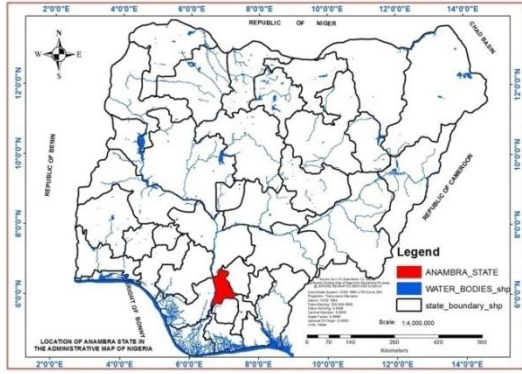 2°0'0"E 4°0'0"E 6°0'0"E 8°0'0"E 10°0'0"E 12°0'0"E 14°0'0"E
REPUBLIC OF NIGER
CHAD BASIN
N
W E
S
12°0'0"N 12°0'0"N
10°0'0"N 10°0'0"N
REPUBLIC OF BENIN
REPUBLIC OF CAMEROON
8°0'0"N 8°0'0"N
6°0'0"N 6°0'0"N
Legend
ANAMBRA_STATE
WATER_BODIES_shp
state_boundary_shp
Scale: 1:4,000,000
0 70 140 280 420 560
Kilometers
LOCATION OF ANAMBRA STATE IN
THE ADMINISTRATIVE MAP OF NIGERIA
2°0'0"E 4°0'0"E 6°0'0"E 8°0'0"E 10°0'0"E 12°0'0"E 14°0'0"E